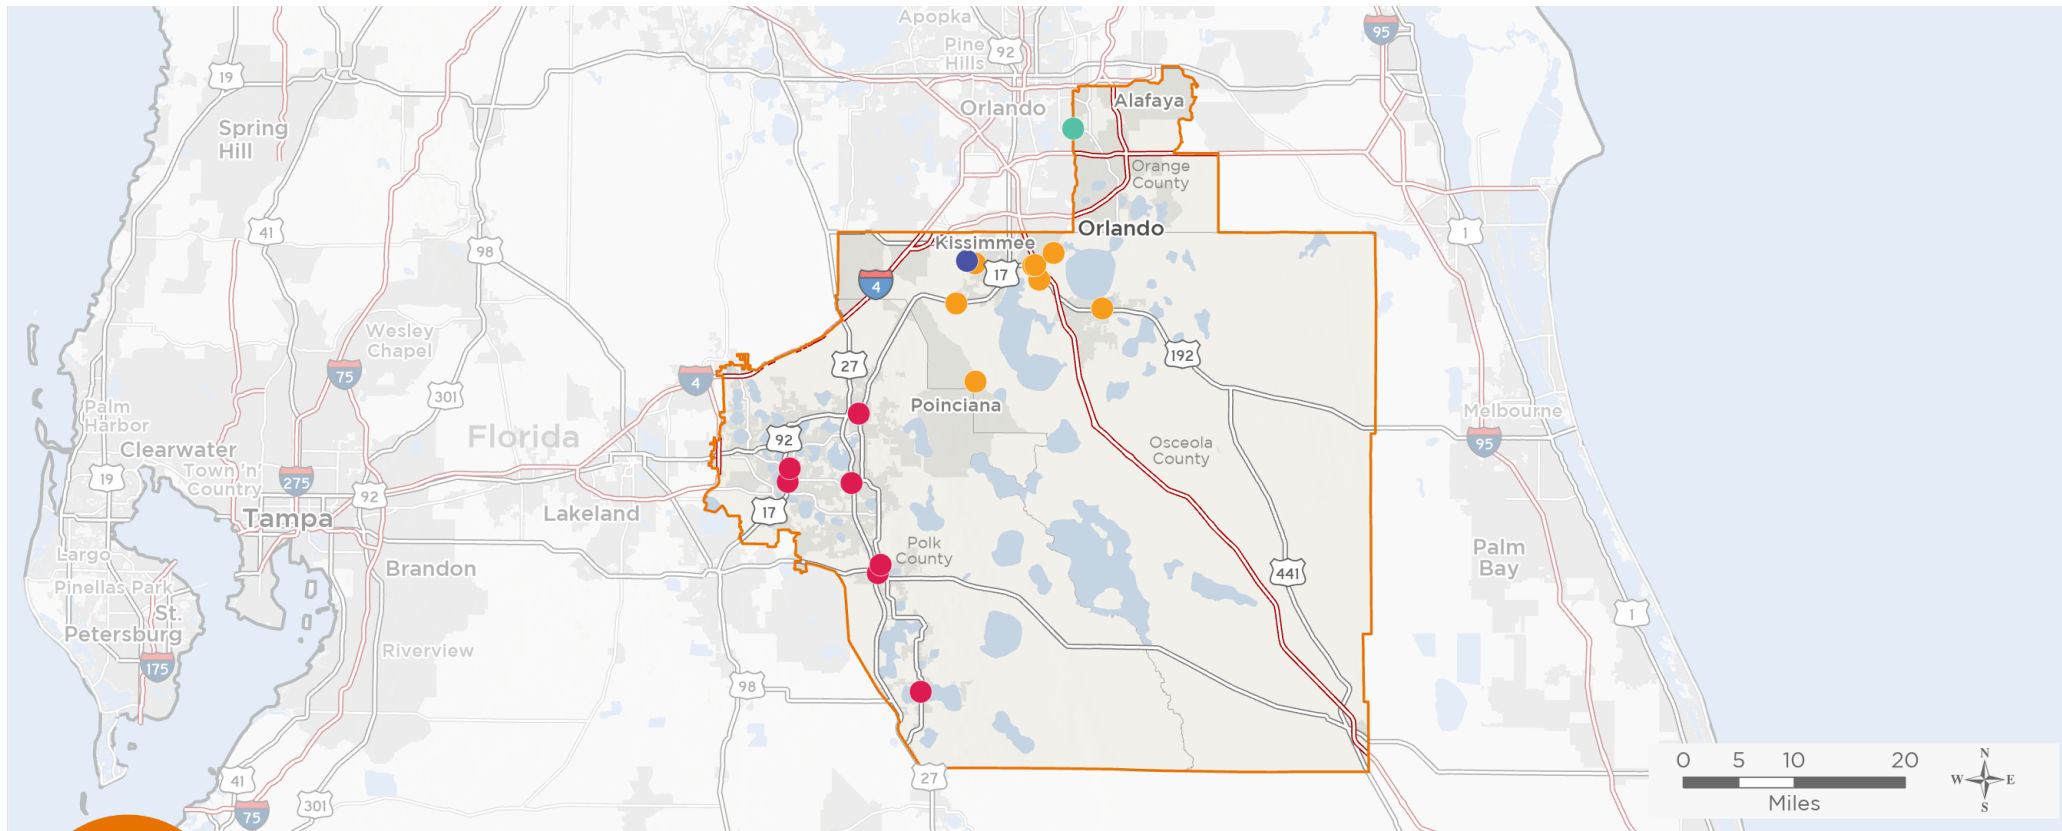 Apopka
95
Pine
Hills
92
19
Orlando
Alafaya
Spring
Hill
Orange
County
41
98
1
Orlando
Kissimmee
17
4
Wesley
Chapel
75
4
27
192
301
Palm
Harbor
Poinciana
Melbourne
Florida
92
95
Clearwater
Town 'n'
Country
Osceola
County
19
275
92
Tampa
Lakeland
17
Largo
Brandon
Polk
County
Palm
Bay
441
Pinellas Park
St.
Petersburg
1
Riverview
175
98
41
27
75
301
0 5 10 20
Miles
N
W E
S